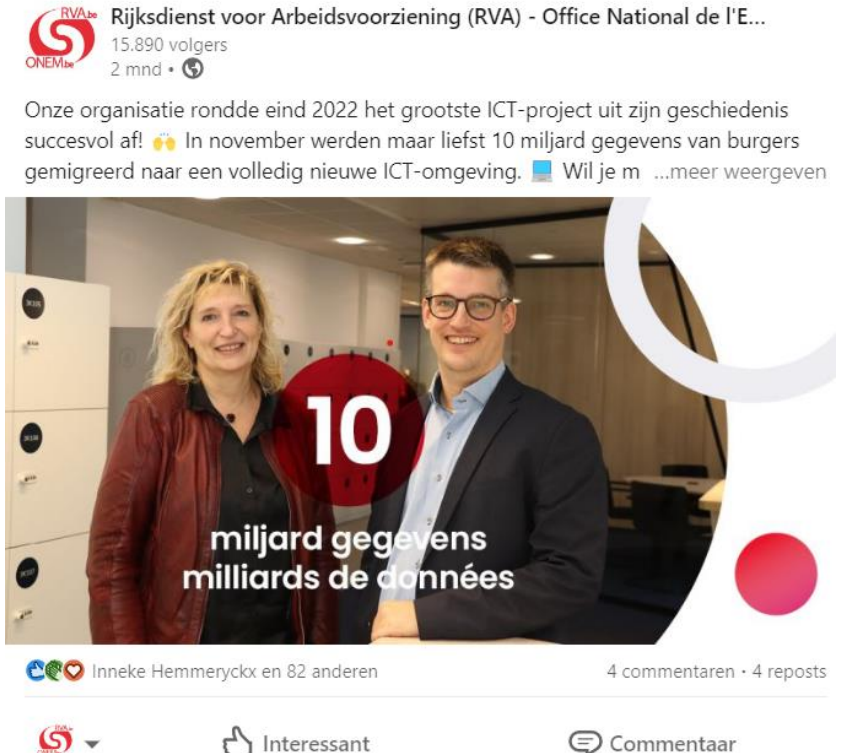 RVA.be
ONEM.be
Rijksdienst voor Arbeidsvoorziening (RVA) - Office National de l'E...
15.890 volgers
2 mnd •
Onze organisatie rondde eind 2022 het grootste ICT-project uit zijn geschiedenis
succesvol af! 🙌 In november werden maar liefst 10 miljard gegevens van burgers
gemigreerd naar een volledig nieuwe ICT-omgeving. 💻 Wil je m ...meer weergeven
10
miljard gegevens
milliards de données
Inneke Hemmeryckx en 82 anderen
4 commentaren • 4 reposts
Interessant
Commentaar